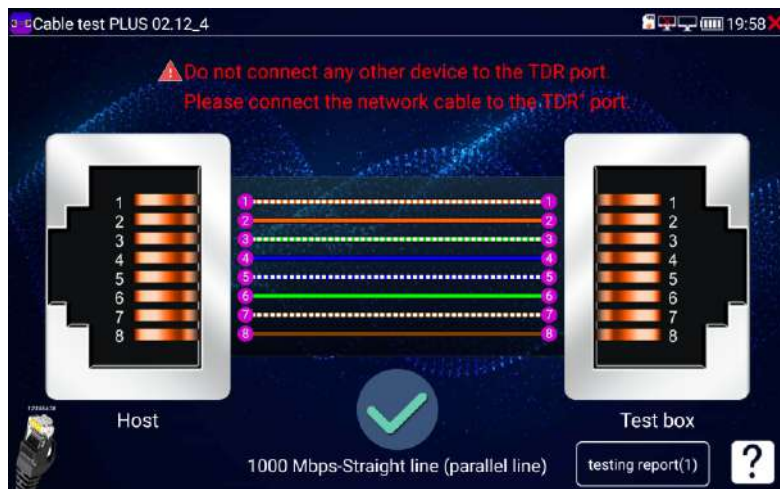 Cable test PLUS 02.12_4
19:58
Do not connect any other device to the TDR port.
Please connect the network cable to the TDR* port.
1 1 1 1
2 2 2 2
3 3 3 3
4 4 4 4
5 5 5 5
6 6 6 6
7 7 7 7
8 8 8 8
Host
Test box
1000 Mbps-Straight line (parallel line)
testing report(1)
?